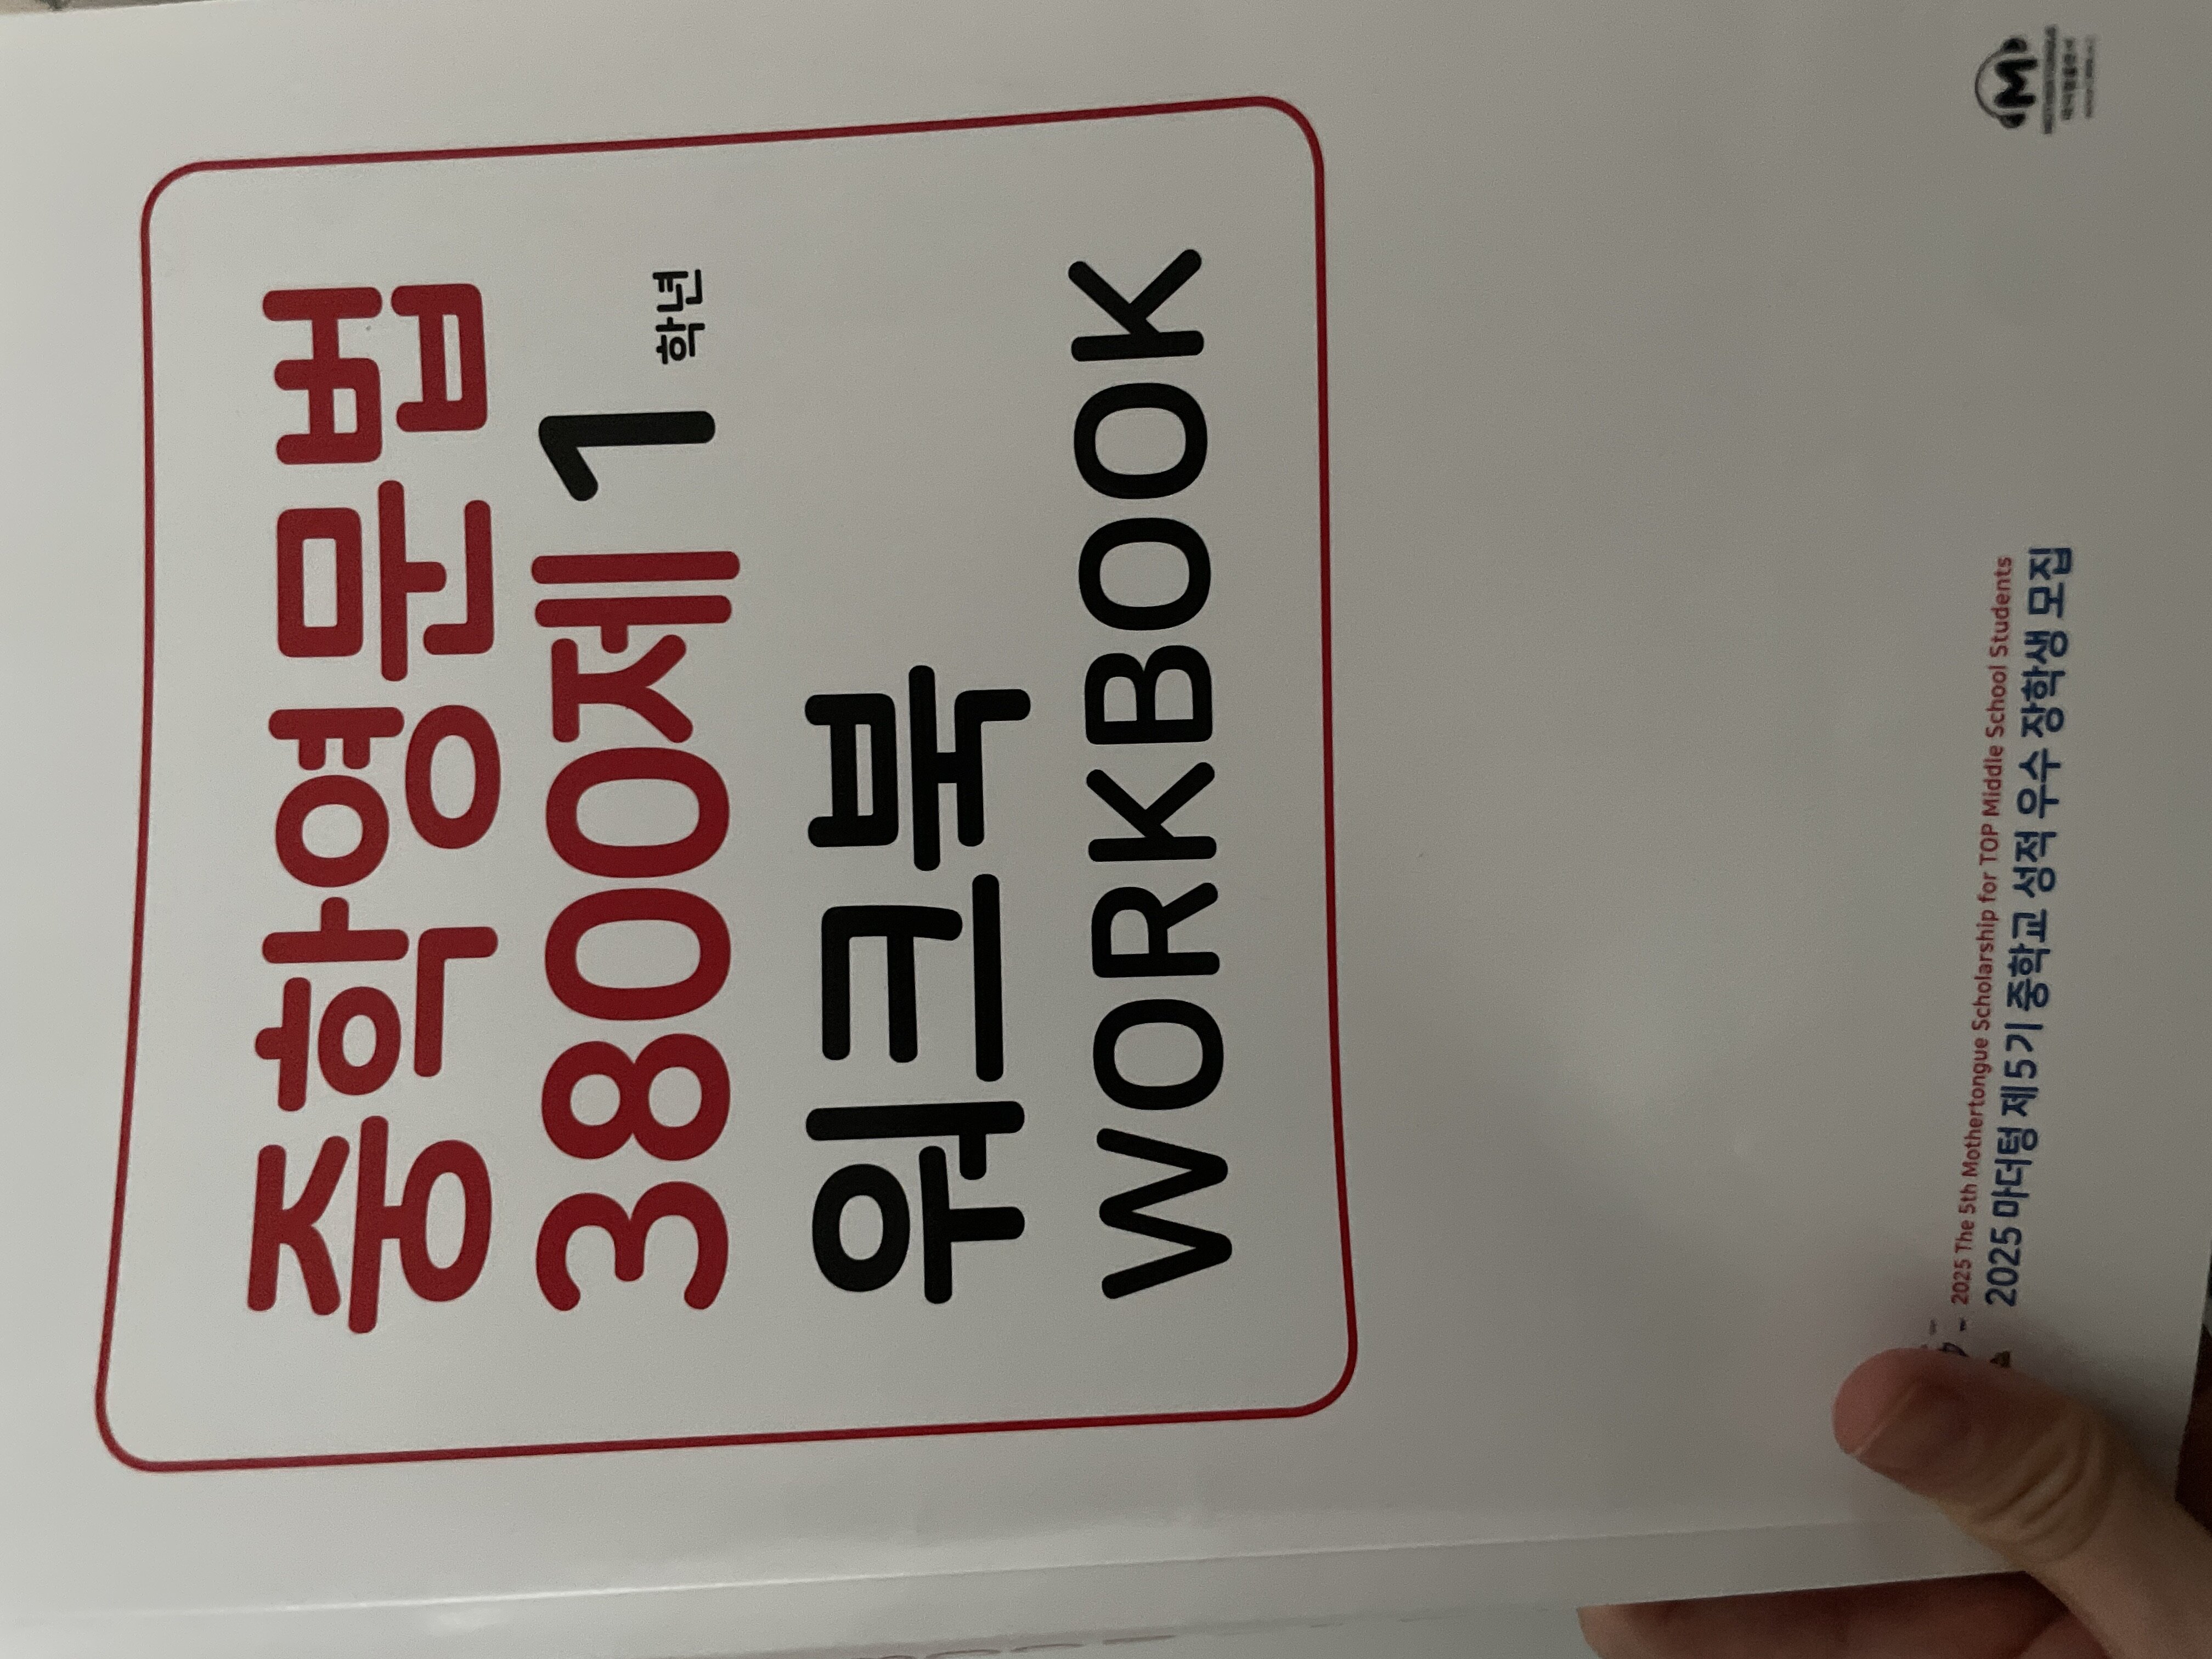 중학영문법
3800제 1 학년
워크북
WORKBOOK
2025 The 5th Mothertongue Scholarship for TOP Middle School Students
2025 마더텅 제5기 중학교 성적 우수 장학생 모집
M